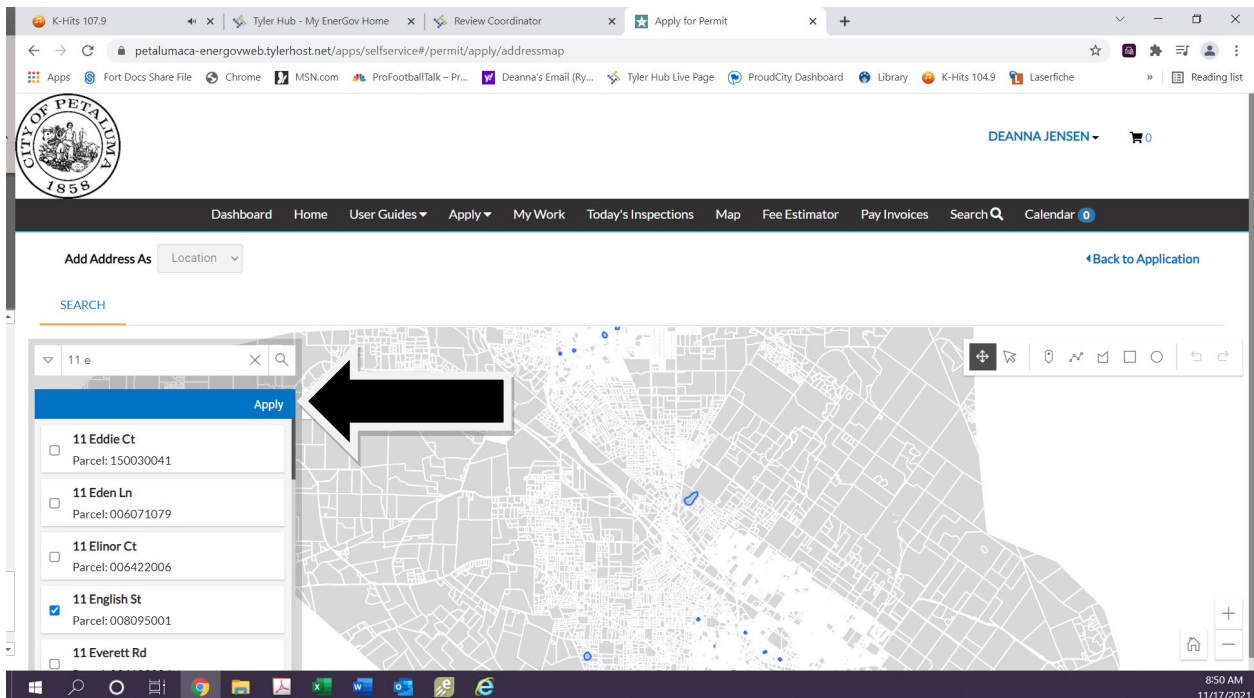 K-Hits 107.9
Tyler Hub - My EnerGov Home
Review Coordinator
Apply for Permit
petalumaca-energovweb.tylerhost.net/apps/selfservice#/permit/apply/addressmap
Apps
Fort Docs Share File
Chrome
MSN.com
ProFootballTalk – Pr...
Deanna's Email (Ry...
Tyler Hub Live Page
ProudCity Dashboard
Library
K-Hits 104.9
Laserfiche
»
Reading list
CITY OF PETALUMA
1858
DEANNA JENSEN
0
Dashboard
Home
User Guides
Apply
My Work
Today's Inspections
Map
Fee Estimator
Pay Invoices
Search
Calendar 0
Add Address As
Location
Back to Application
SEARCH
11 e
Apply
11 Eddie Ct
Parcel: 150030041
11 Eden Ln
Parcel: 006071079
11 Elinor Ct
Parcel: 006422006
11 English St
Parcel: 008095001
11 Everett Rd
8:50 AM
11/17/2021